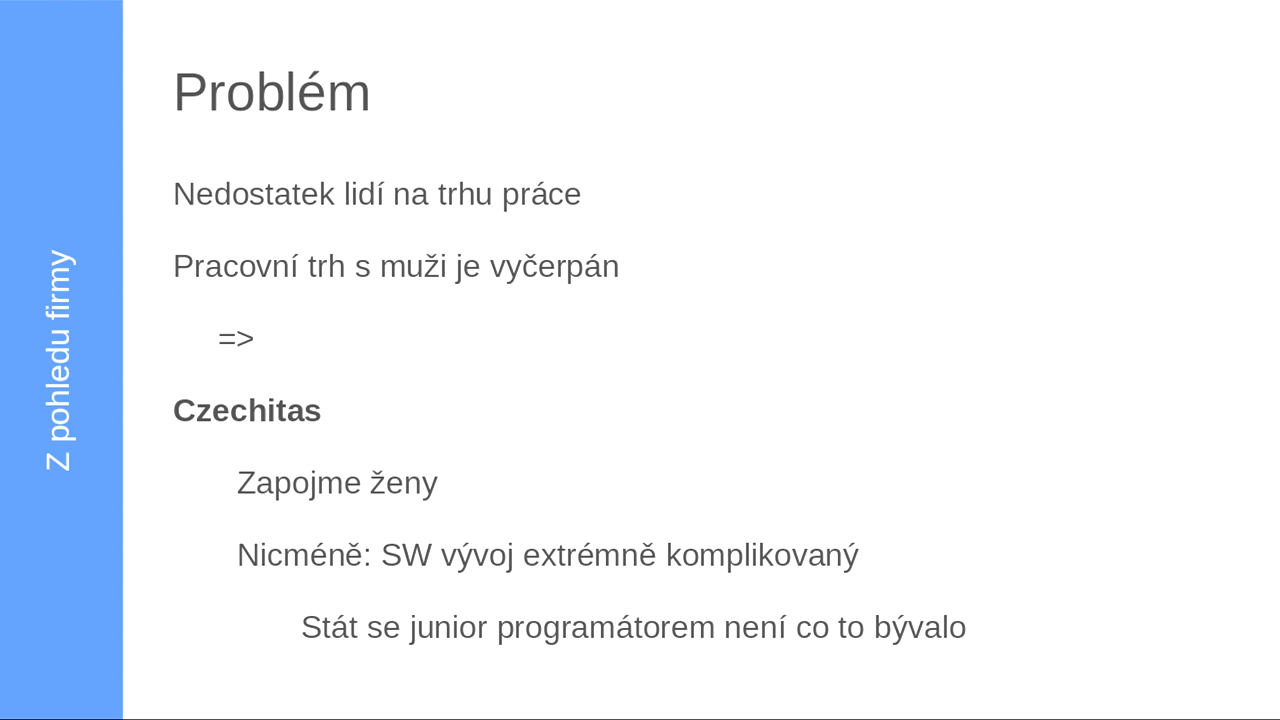 Z pohledu firmy
Problém
Nedostatek lidí na trhu práce
Pracovní trh s muži je vyčerpán
=>
Czechitas
Zapojme ženy
Nicméně: SW vývoj extrémně komplikovaný
Stát se junior programátorem není co to bývalo